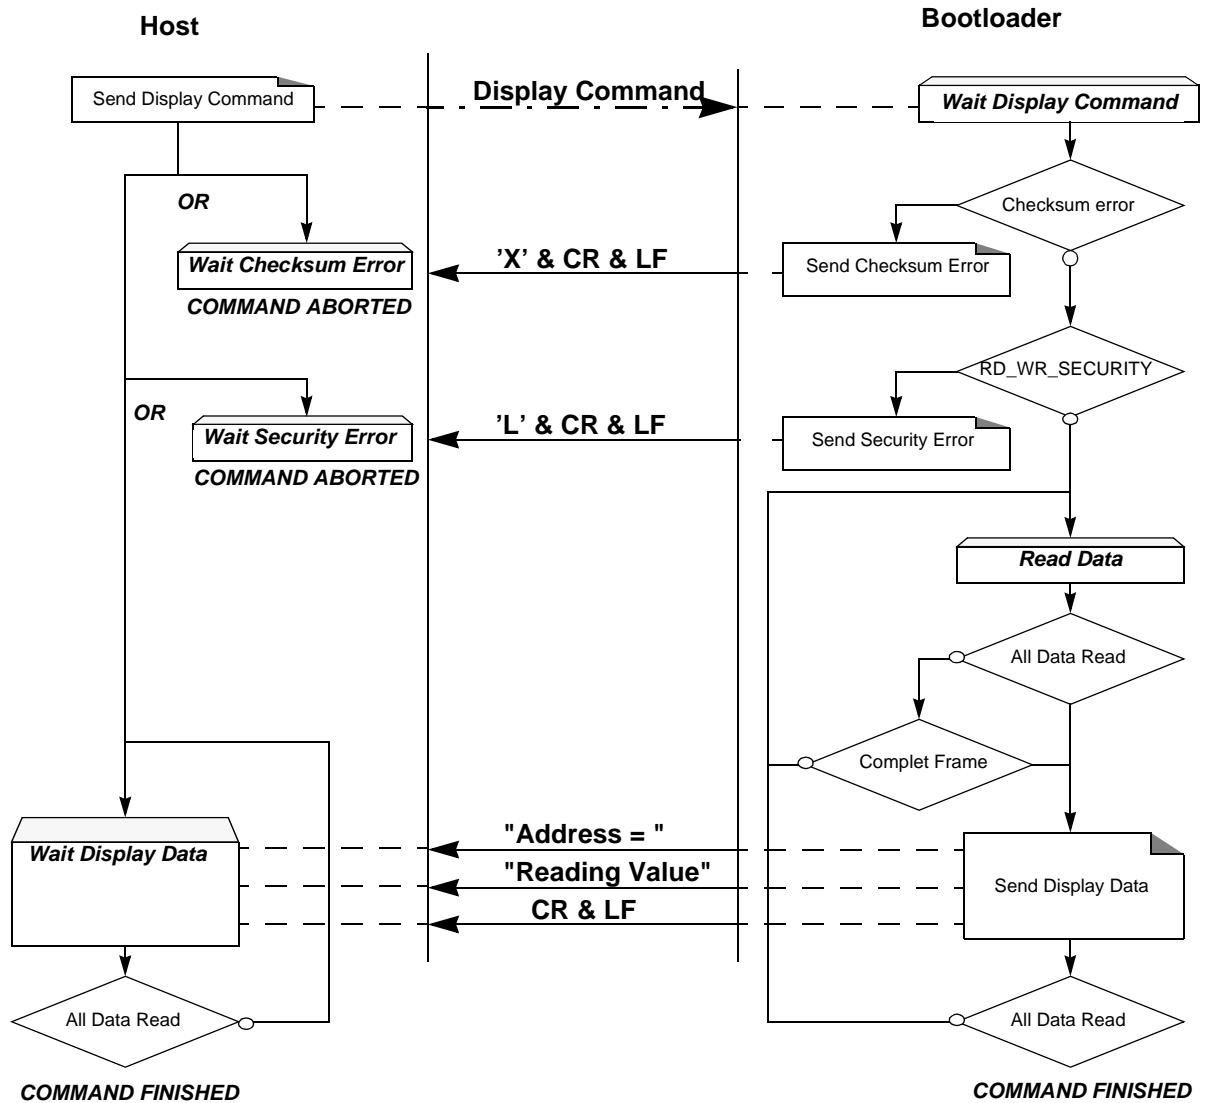 Host
Bootloader
Send Display Command
Display Command
Wait Display Command
OR
Checksum error
Wait Checksum Error
'X' & CR & LF
Send Checksum Error
COMMAND ABORTED
RD_WR_SECURITY
OR
Wait Security Error
'L' & CR & LF
Send Security Error
COMMAND ABORTED
Read Data
All Data Read
Complet Frame
Wait Display Data
"Address = "
"Reading Value"
CR & LF
Send Display Data
All Data Read
All Data Read
COMMAND FINISHED
COMMAND FINISHED